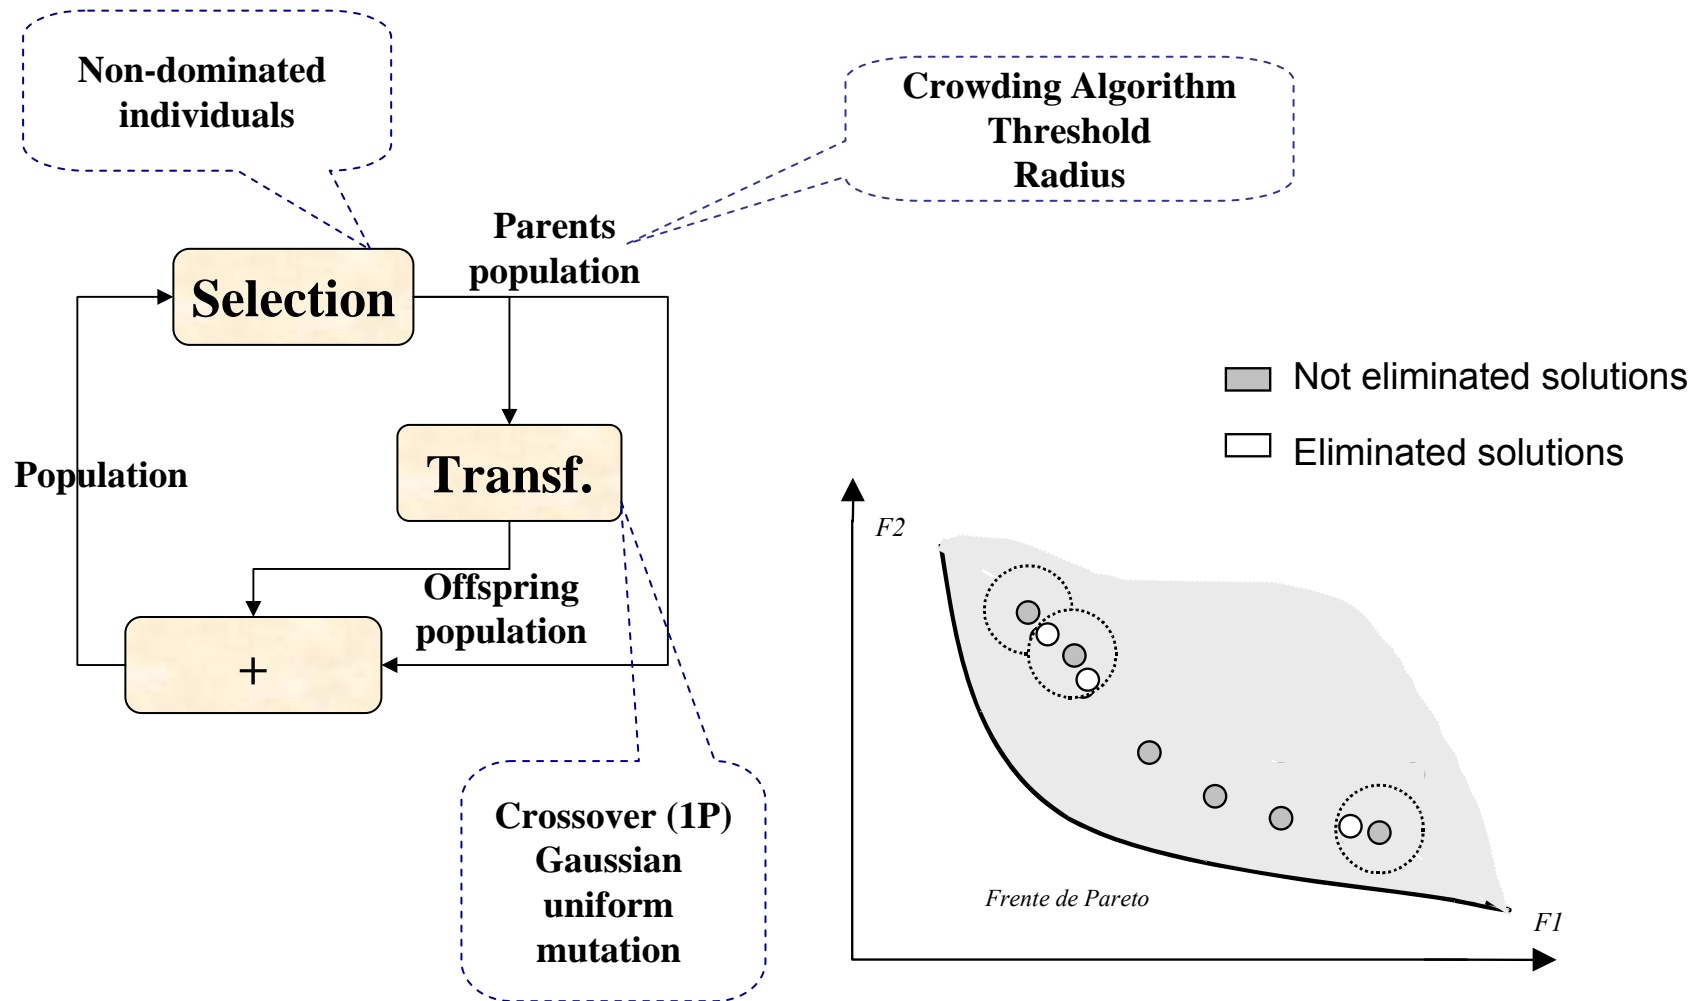 Non-dominated
individuals
Crowding Algorithm
Threshold
Radius
Parents
population
Selection
Not eliminated solutions
Eliminated solutions
Population
Transf.
F2
Offspring
population
+
Crossover (1P)
Gaussian
uniform
mutation
Frente de Pareto
F1